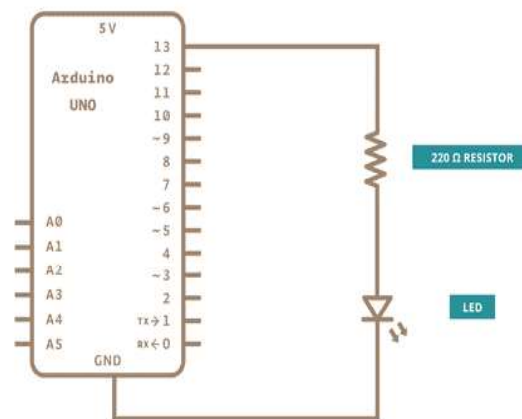 5V
Arduino
UNO
13
12
11
10
~9
8
7
~6
~5
4
~3
2
TX→1
RX←0
A0
A1
A2
A3
A4
A5
GND
220 Ω RESISTOR
LED